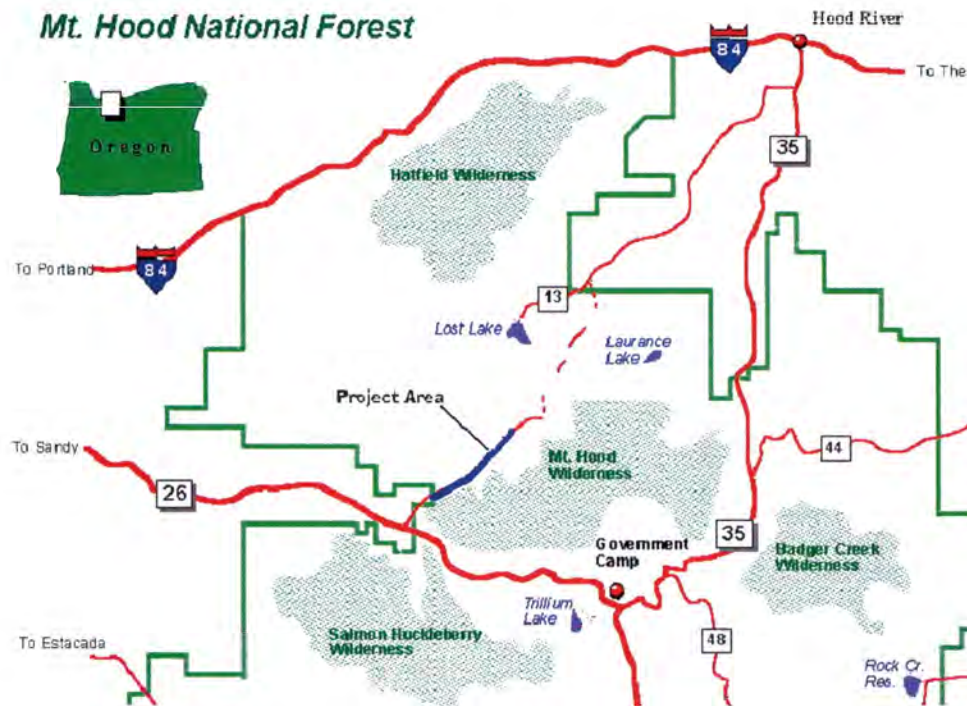 Mt. Hood National Forest
Hood River
84
To The
Oregon
35
Hatfield Wilderness
To Portland
84
13
Lost Lake
Laurance
Lake
Project Area
To Sandy
44
Mt. Hood
Wilderness
26
35
Government
Camp
Badger Creek
Wilderness
Trillium
Lake
Salmon Huckleberry
Wilderness
To Estacada
48
Rock Cr.
Res.